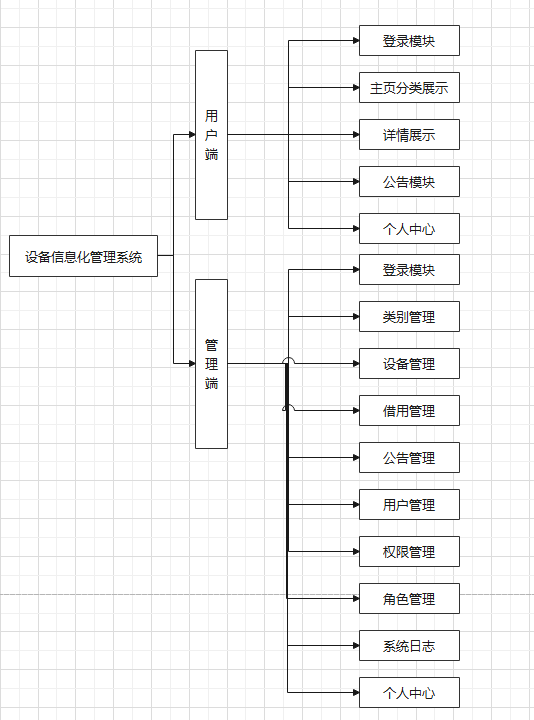 设备信息化管理系统
用户端
登录模块
主页分类展示
详情展示
公告模块
个人中心
管理端
登录模块
类别管理
设备管理
借用管理
公告管理
用户管理
权限管理
角色管理
系统日志
个人中心